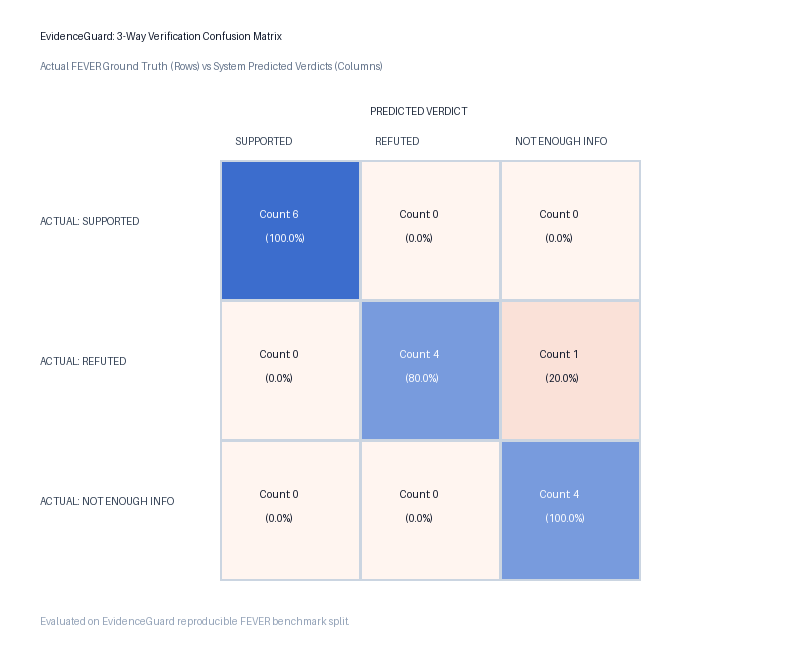 EvidenceGuard: 3-Way Verification Confusion Matrix
Actual FEVER Ground Truth (Rows) vs System Predicted Verdicts (Columns)
PREDICTED VERDICT
SUPPORTED REFUTED NOT ENOUGH INFO
ACTUAL: SUPPORTED
Count 6
(100.0%)
Count 0
(0.0%)
Count 0
(0.0%)
ACTUAL: REFUTED
Count 0
(0.0%)
Count 4
(80.0%)
Count 1
(20.0%)
ACTUAL: NOT ENOUGH INFO
Count 0
(0.0%)
Count 0
(0.0%)
Count 4
(100.0%)
Evaluated on EvidenceGuard reproducible FEVER benchmark split.